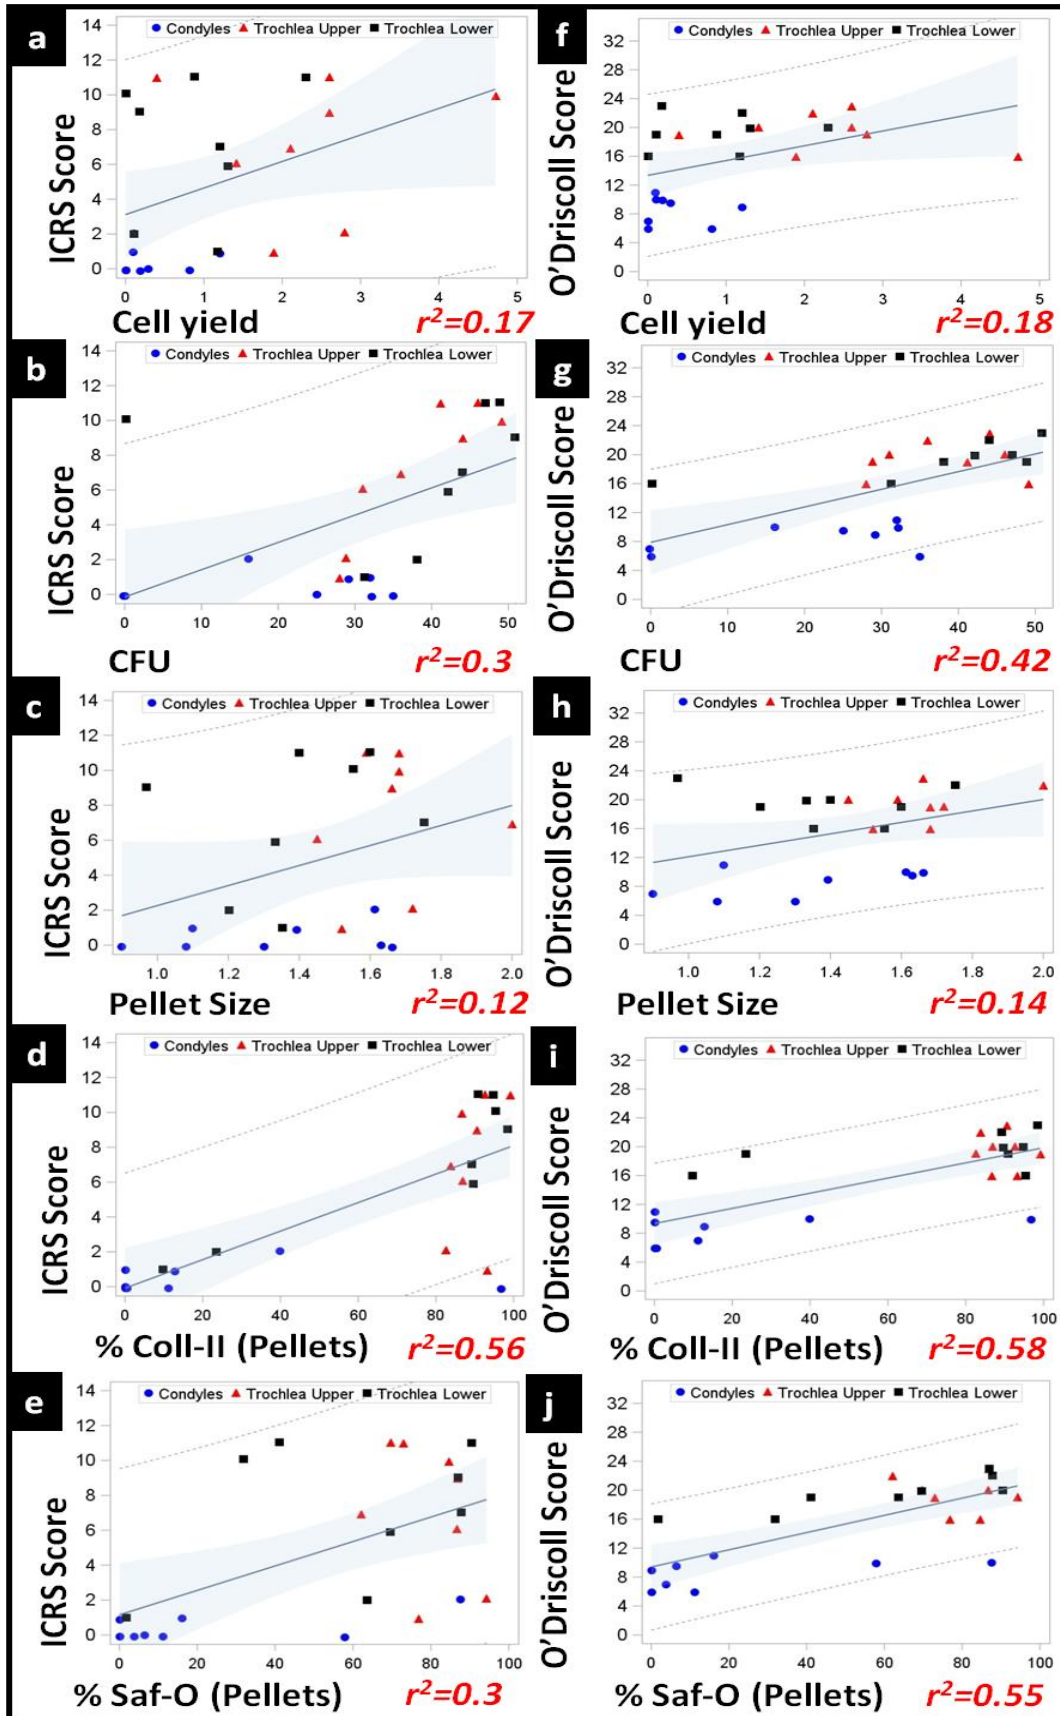 a
Condyles Trochlea Upper Trochlea Lower
ICRS Score
14
12
10
8
6
4
2
0
0 1 2 3 4 5
Cell yield r²=0.17
f
Condyles Trochlea Upper Trochlea Lower
O'Driscoll Score
32
28
24
20
16
12
8
4
0
0 1 2 3 4 5
Cell yield r²=0.18
b
Condyles Trochlea Upper Trochlea Lower
ICRS Score
14
12
10
8
6
4
2
0
0 10 20 30 40 50
CFU r²=0.3
g
Condyles Trochlea Upper Trochlea Lower
O'Driscoll Score
32
28
24
20
16
12
8
4
0
0 10 20 30 40 50
CFU r²=0.42
c
Condyles Trochlea Upper Trochlea Lower
ICRS Score
14
12
10
8
6
4
2
0
1.0 1.2 1.4 1.6 1.8 2.0
Pellet Size r²=0.12
h
Condyles Trochlea Upper Trochlea Lower
O'Driscoll Score
32
28
24
20
16
12
8
4
0
1.0 1.2 1.4 1.6 1.8 2.0
Pellet Size r²=0.14
d
Condyles Trochlea Upper Trochlea Lower
ICRS Score
14
12
10
8
6
4
2
0
0 20 40 60 80 100
% Coll-II (Pellets) r²=0.56
i
Condyles Trochlea Upper Trochlea Lower
O'Driscoll Score
32
28
24
20
16
12
8
4
0
0 20 40 60 80 100
% Coll-II (Pellets) r²=0.58
e
Condyles Trochlea Upper Trochlea Lower
ICRS Score
14
12
10
8
6
4
2
0
0 20 40 60 80 100
% Saf-O (Pellets) r²=0.3
j
Condyles Trochlea Upper Trochlea Lower
O'Driscoll Score
32
28
24
20
16
12
8
4
0
0 20 40 60 80 100
% Saf-O (Pellets) r²=0.55